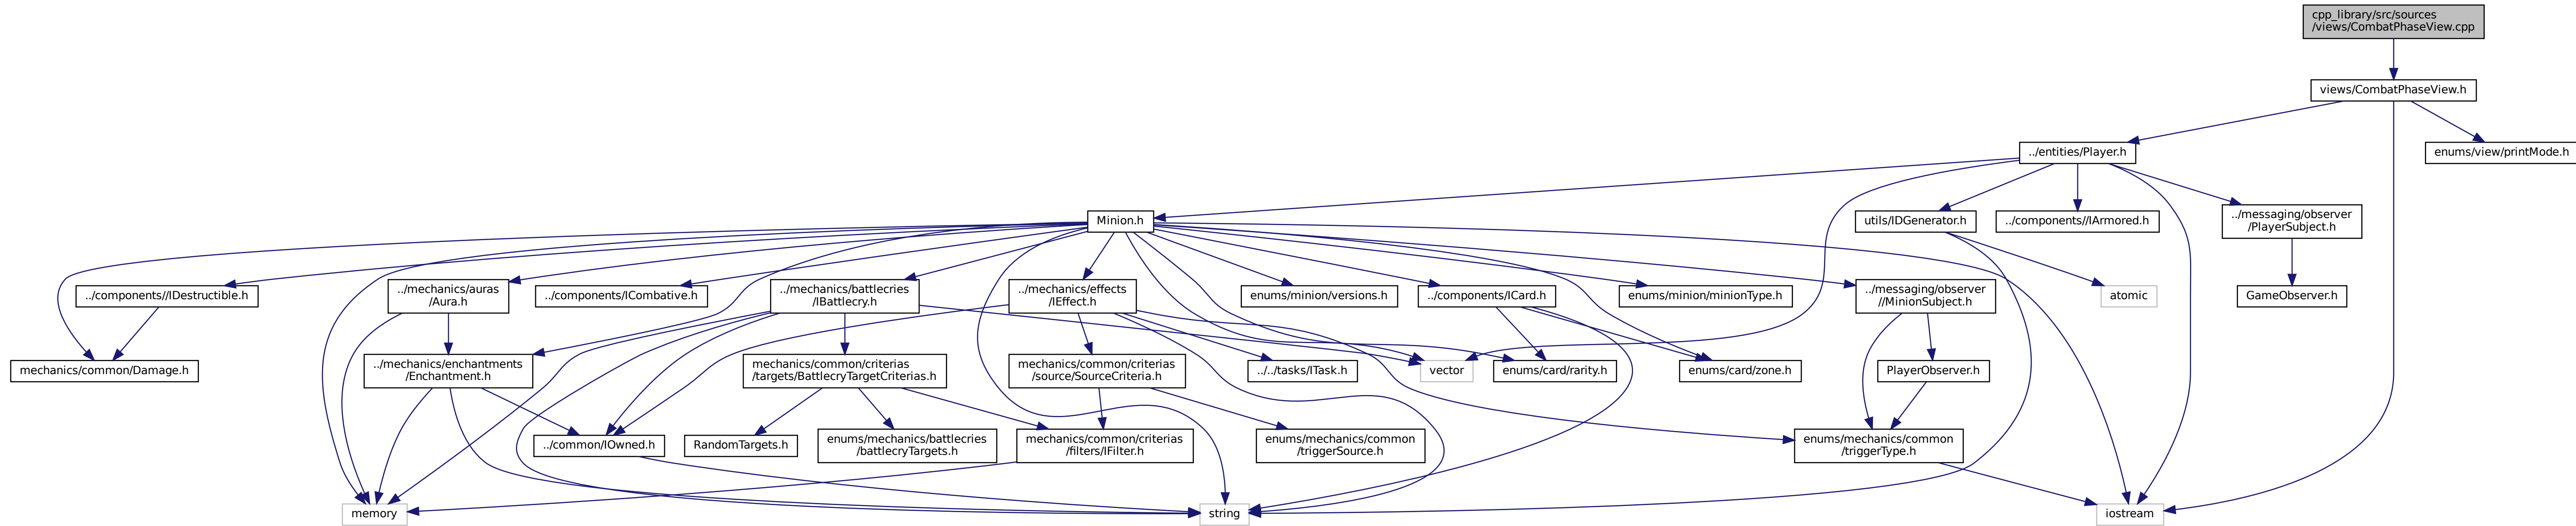 cpp_library/src/sources
/views/CombatPhaseView.cpp
views/CombatPhaseView.h
../entities/Player.h
enums/view/printMode.h
Minion.h
utils/IDGenerator.h
../components//IArmored.h
../messaging/observer
/PlayerSubject.h
../components//IDestructible.h
../mechanics/auras
/Aura.h
../components/ICombative.h
../mechanics/battlecries
/IBattlecry.h
../mechanics/effects
/IEffect.h
enums/minion/versions.h
../components/ICard.h
enums/minion/minionType.h
../messaging/observer
//MinionSubject.h
atomic
GameObserver.h
mechanics/common/Damage.h
../mechanics/enchantments
/Enchantment.h
mechanics/common/criterias
/targets/BattlecryTargetCriterias.h
mechanics/common/criterias
/source/SourceCriteria.h
../../tasks/ITask.h
vector
enums/card/rarity.h
enums/card/zone.h
PlayerObserver.h
../common/IOwned.h
RandomTargets.h
enums/mechanics/battlecries
/battlecryTargets.h
mechanics/common/criterias
/filters/IFilter.h
enums/mechanics/common
/triggerSource.h
enums/mechanics/common
/triggerType.h
memory
string
iostream